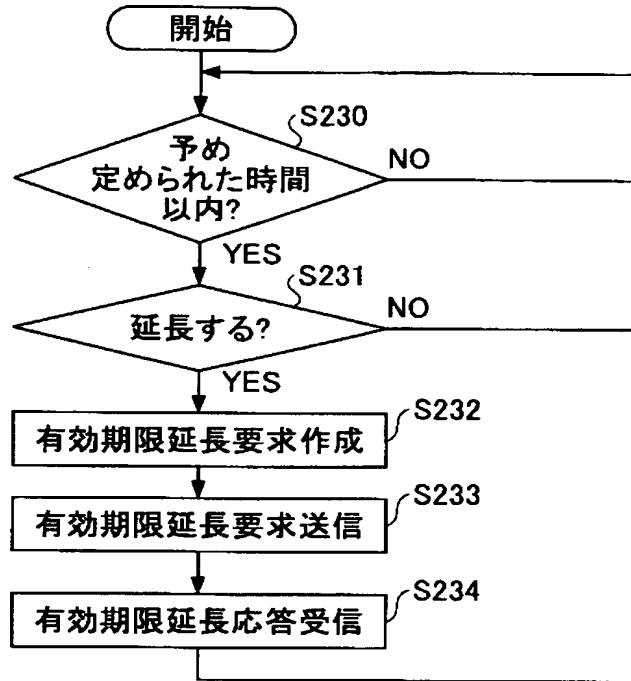 開始
S230
予め
定められた時間
以内?
NO
YES
S231
延長する?
NO
YES
S232
有効期限延長要求作成
S233
有効期限延長要求送信
S234
有効期限延長応答受信